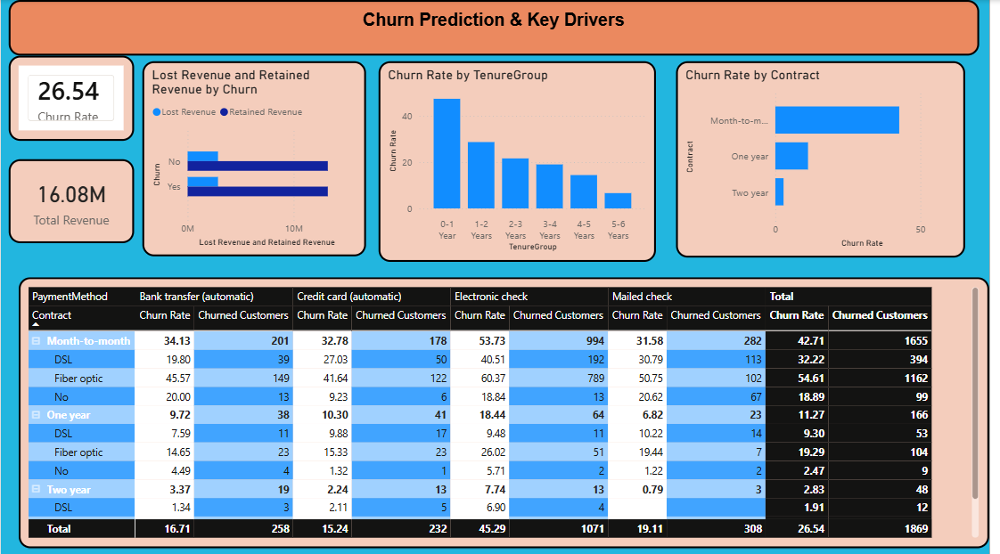 Churn Prediction & Key Drivers
26.54
Churn Rate
16.08M
Total Revenue
Lost Revenue and Retained
Revenue by Churn
Lost Revenue Retained Revenue
Churn
No
Yes
0M 10M
Lost Revenue and Retained Revenue
Churn Rate by TenureGroup
Churn Rate
40
20
0
0-1 1-2 2-3 3-4 4-5 5-6
Year Years Years Years Years Years
TenureGroup
Churn Rate by Contract
Contract
Month-to-m...
One year
Two year
0 50
Churn Rate
PaymentMethod Bank transfer (automatic) Credit card (automatic) Electronic check Mailed check Total
Contract Churn Rate Churned Customers Churn Rate Churned Customers Churn Rate Churned Customers Churn Rate Churned Customers Churn Rate Churned Customers
Month-to-month 34.13 201 32.78 178 53.73 994 31.58 282 42.71 1655
DSL 19.80 39 27.03 50 40.51 192 30.79 113 32.22 394
Fiber optic 45.57 149 41.64 122 60.37 789 50.75 102 54.61 1162
No 20.00 13 9.23 6 18.84 13 20.62 67 18.89 99
One year 9.72 38 10.30 41 18.44 64 6.82 23 11.27 166
DSL 7.59 11 9.88 17 9.48 11 10.22 14 9.30 53
Fiber optic 14.65 23 15.33 23 26.02 51 19.44 7 19.29 104
No 4.49 4 1.32 1 5.71 2 1.22 2 2.47 9
Two year 3.37 19 2.24 13 7.74 13 0.79 3 2.83 48
DSL 1.34 3 2.11 5 6.90 4 1.91 12
Total 16.71 258 15.24 232 45.29 1071 19.11 308 26.54 1869